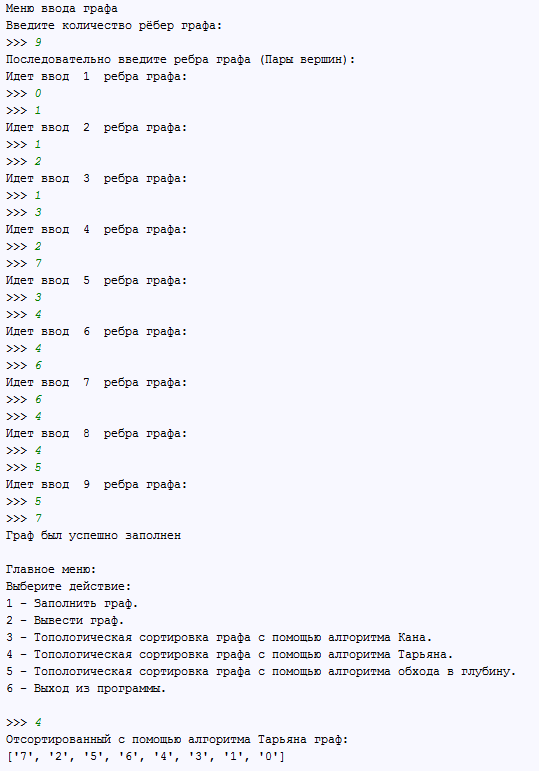 Меню ввода графа
Введите количество рёбер графа:
>>> 9
Последовательно введите ребра графа (Пары вершин):
Идет ввод  1  ребра графа:
>>> 0
>>> 1
Идет ввод  2  ребра графа:
>>> 1
>>> 2
Идет ввод  3  ребра графа:
>>> 1
>>> 3
Идет ввод  4  ребра графа:
>>> 2
>>> 7
Идет ввод  5  ребра графа:
>>> 3
>>> 4
Идет ввод  6  ребра графа:
>>> 4
>>> 6
Идет ввод  7  ребра графа:
>>> 6
>>> 4
Идет ввод  8  ребра графа:
>>> 4
>>> 5
Идет ввод  9  ребра графа:
>>> 5
>>> 7
Граф был успешно заполнен
Главное меню:
Выберите действие:
1 - Заполнить граф.
2 - Вывести граф.
3 - Топологическая сортировка графа с помощью алгоритма Кана.
4 - Топологическая сортировка графа с помощью алгоритма Тарьяна.
5 - Топологическая сортировка графа с помощью алгоритма обхода в глубину.
6 - Выход из программы.
>>> 4
Отсортированный с помощью алгоритма Тарьяна граф:
['7', '2', '5', '6', '4', '3', '1', '0']